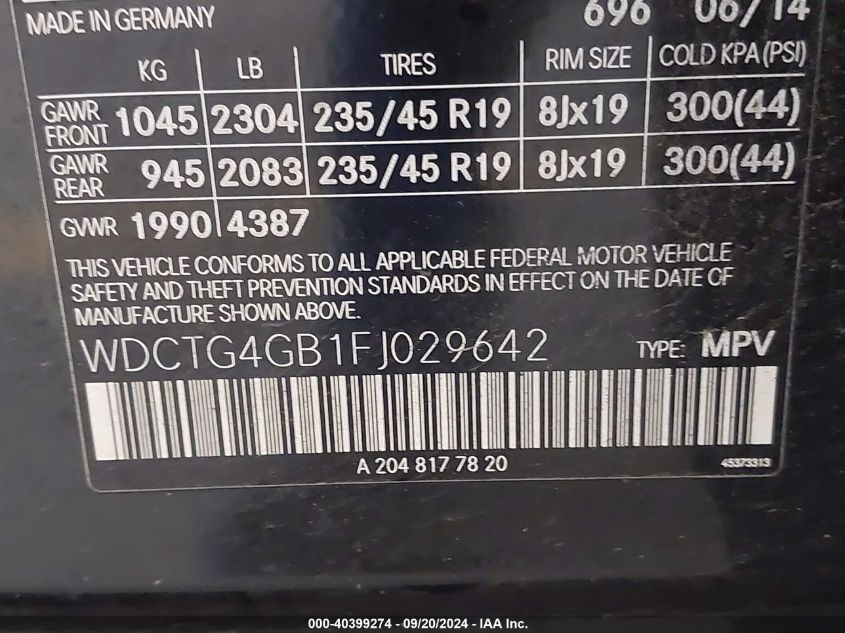 MADE IN GERMANY 696 06/14
KG LB TIRES RIM SIZE COLD KPA(PSI)
GAWR FRONT 1045 2304 235/45 R19 8Jx19 300(44)
GAWR REAR 945 2083 235/45 R19 8Jx19 300(44)
GVWR 1990 4387
THIS VEHICLE CONFORMS TO ALL APPLICABLE FEDERAL MOTOR VEHICLE
SAFETY AND THEFT PREVENTION STANDARDS IN EFFECT ON THE DATE OF
MANUFACTURE SHOWN ABOVE.
WDCTG4GB1FJ029642 TYPE: MPV
A 204 817 78 20 45373313
000-40399274 - 09/20/2024 - IAA Inc.